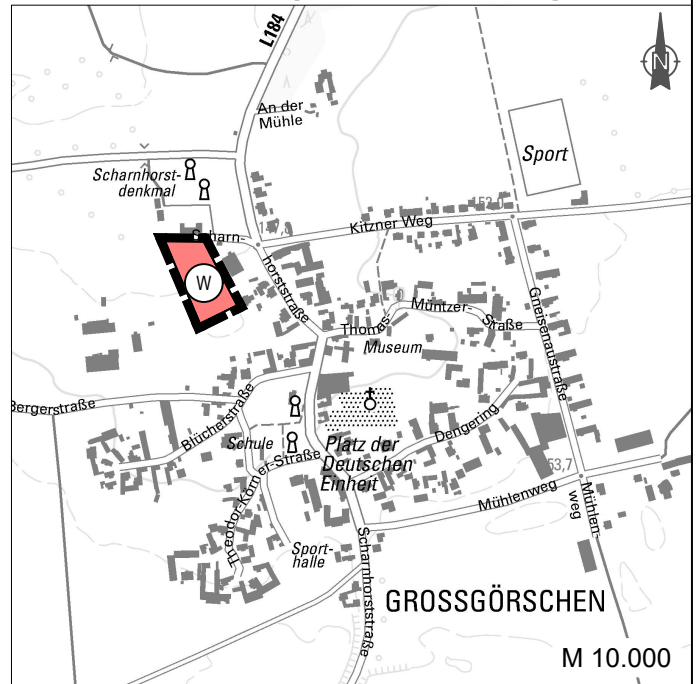 L184
N
An der
Mühle
Sport
Scharnhorst-
denkmal
152,0
Kitzner Weg
Scharn-
horststraße
W
Gneisenaustraße
Thomas-
Müntzer-
Straße
Museum
Bergerstraße
Blücherstraße
Schule
Platz der
Deutschen
Einheit
Dengering
Theodor-Körner-Straße
53,7
Mühlenweg
Mühlen-
weg
Sport-
halle
Scharnhorststraße
GROSSGÖRSCHEN
M 10.000